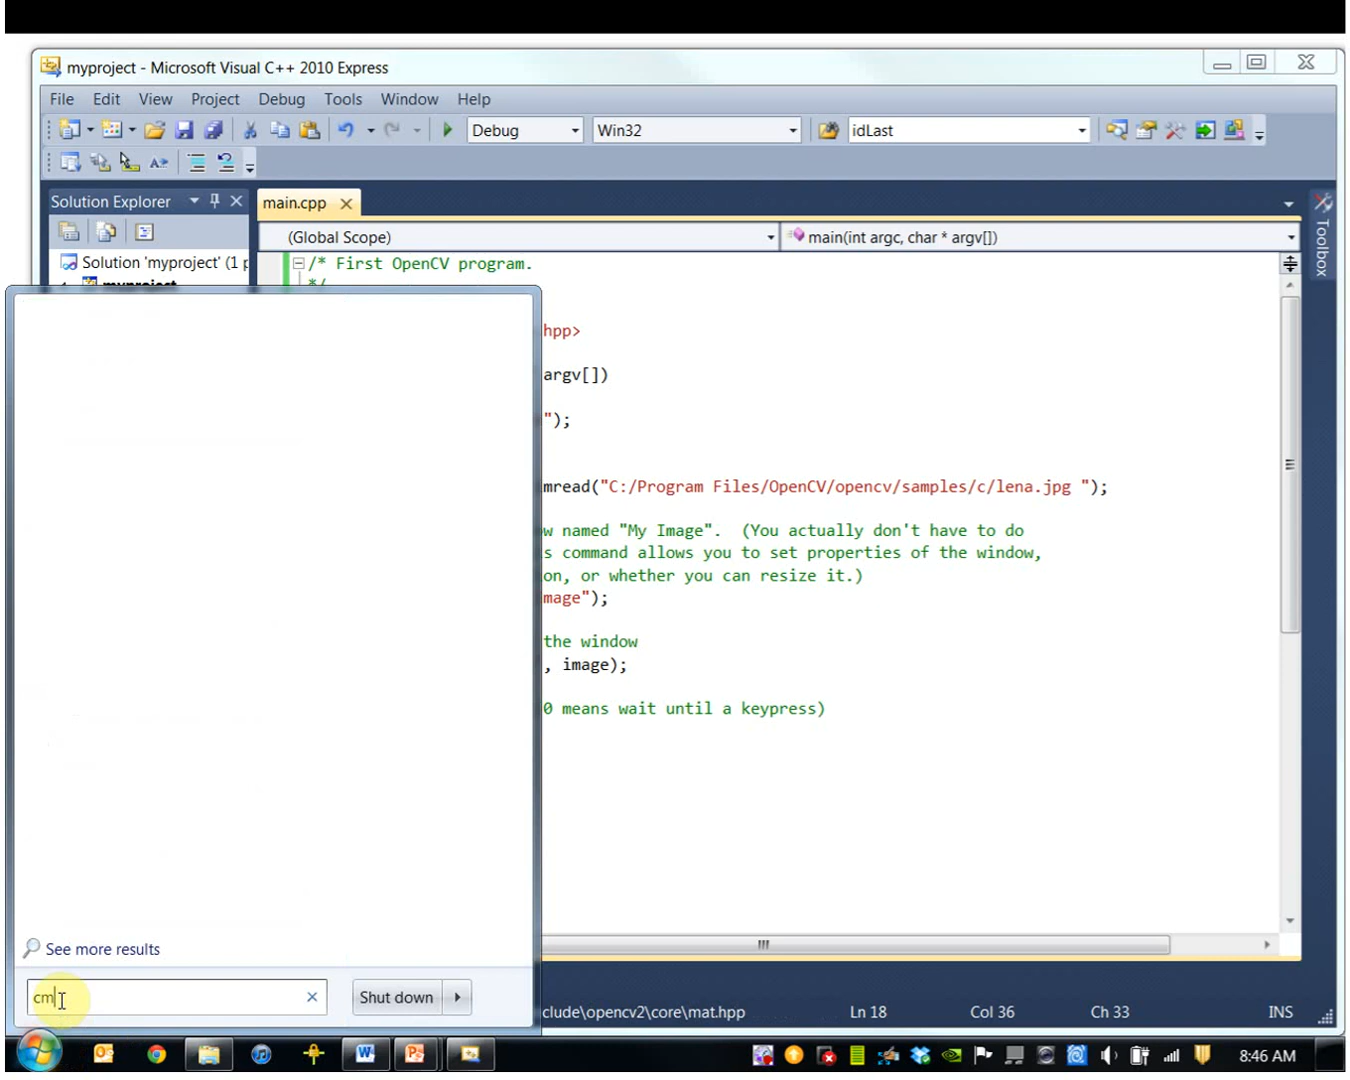 myproject - Microsoft Visual C++ 2010 Express
File Edit View Project Debug Tools Window Help
Debug Win32 idLast
Solution Explorer main.cpp
Toolbox
(Global Scope) main(int argc, char * argv[])
Solution 'myproject' (1 p
/* First OpenCV program.
myproject */
hpp>
argv[])
");
mread("C:/Program Files/OpenCV/opencv/samples/c/lena.jpg ");
w named "My Image". (You actually don't have to do
s command allows you to set properties of the window,
on, or whether you can resize it.)
mage");
the window
, image);
0 means wait until a keypress)
See more results
cm Shut down
clude\opencv2\core\mat.hpp Ln 18 Col 36 Ch 33 INS
8:46 AM